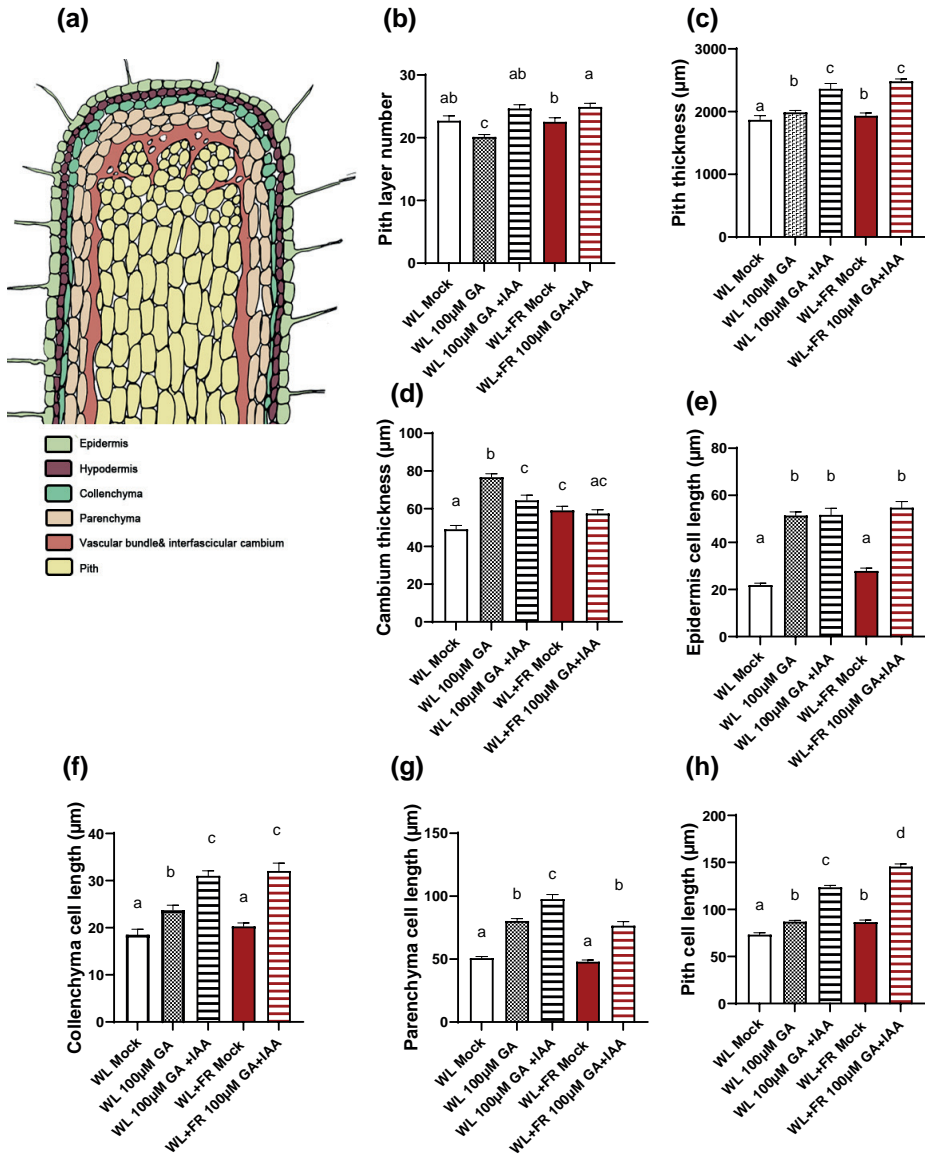 (a)
Epidermis
Hypodermis
Collenchyma
Parenchyma
Vascular bundle& interfascicular cambium
Pith
(b)
Pith layer number
30
20
10
0
ab
c
ab
b
a
WL Mock
WL 100µM GA
WL 100µM GA +IAA
WL+FR Mock
WL+FR 100µM GA+IAA
(c)
Pith thickness (µm)
3000
2000
1000
0
a
b
c
b
c
WL Mock
WL 100µM GA
WL 100µM GA +IAA
WL+FR Mock
WL+FR 100µM GA+IAA
(d)
Cambium thickness (µm)
100
80
60
40
20
0
a
b
c
c
ac
WL Mock
WL 100µM GA
WL 100µM GA +IAA
WL+FR Mock
WL+FR 100µM GA+IAA
(e)
Epidermis cell length (µm)
80
60
40
20
0
a
b
b
a
b
WL Mock
WL 100µM GA
WL 100µM GA +IAA
WL+FR Mock
WL+FR 100µM GA+IAA
(f)
Collenchyma cell length (µm)
40
30
20
10
0
a
b
c
a
c
WL Mock
WL 100µM GA
WL 100µM GA +IAA
WL+FR Mock
WL+FR 100µM GA+IAA
(g)
Parenchyma cell length (µm)
150
100
50
0
a
b
c
a
b
WL Mock
WL 100µM GA
WL 100µM GA +IAA
WL+FR Mock
WL+FR 100µM GA+IAA
(h)
Pith cell length (µm)
200
150
100
50
0
a
b
c
b
d
WL Mock
WL 100µM GA
WL 100µM GA +IAA
WL+FR Mock
WL+FR 100µM GA+IAA